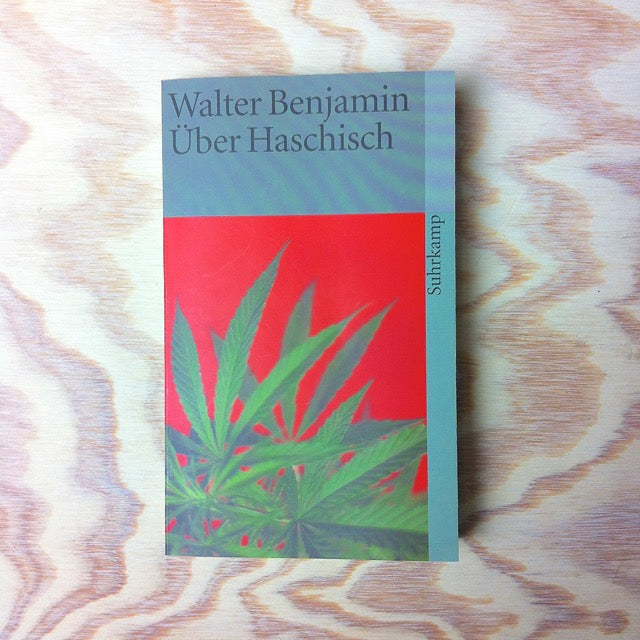 Walter Benjamin
Über Haschisch
Suhrkamp